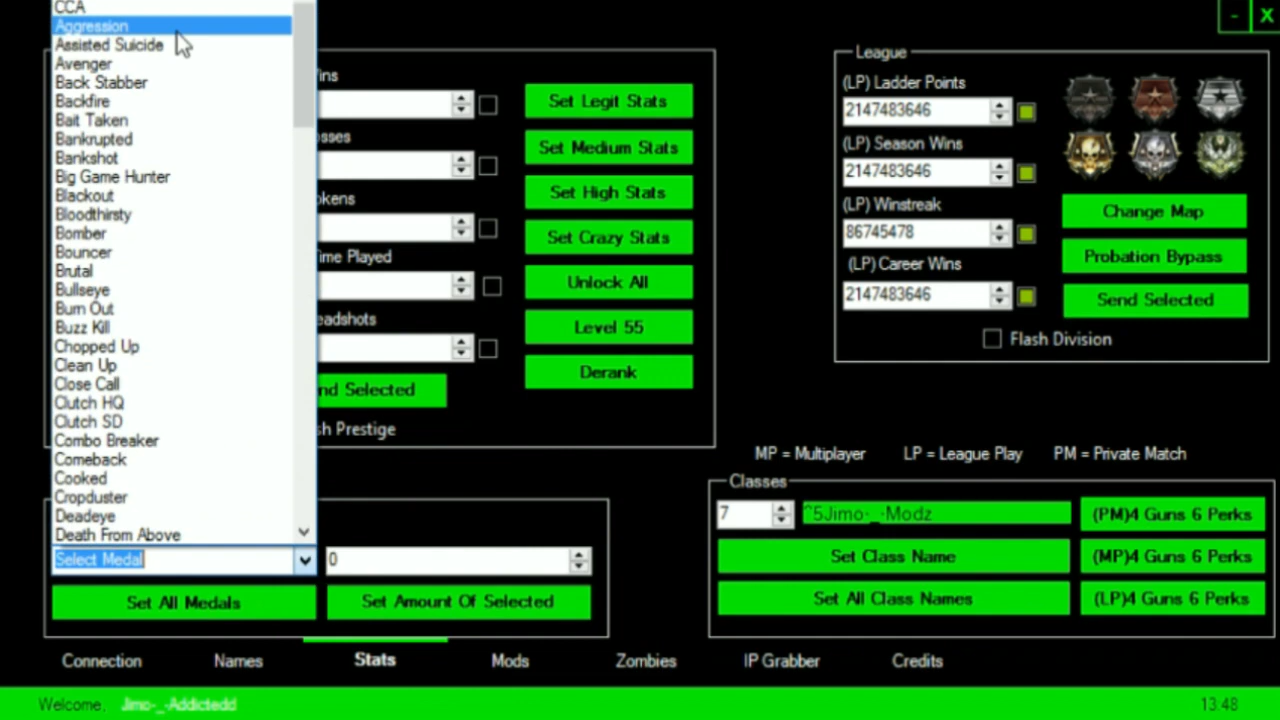 - X
CCA
Aggression
Assisted Suicide
Avenger
Back Stabber
Backfire
Bait Taken
Bankrupted
Bankshot
Big Game Hunter
Blackout
Bloodthirsty
Bomber
Bouncer
Brutal
Bullseye
Burn Out
Buzz Kill
Chopped Up
Clean Up
Close Call
Clutch HQ
Clutch SD
Combo Breaker
Comeback
Cooked
Cropduster
Deadeye
Death From Above
Select Medal
0
Set All Medals
Set Amount Of Selected
ins
osses
okens
ime Played
eadshots
nd Selected
sh Prestige
Set Legit Stats
Set Medium Stats
Set High Stats
Set Crazy Stats
Unlock All
Level 55
Derank
League
(LP) Ladder Points
2147483646
(LP) Season Wins
2147483646
(LP) Winstreak
86745478
(LP) Career Wins
2147483646
Change Map
Probation Bypass
Send Selected
Flash Division
MP = Multiplayer LP = League Play PM = Private Match
Classes
7
^5Jimo-_-Modz
(PM)4 Guns 6 Perks
Set Class Name
(MP)4 Guns 6 Perks
Set All Class Names
(LP)4 Guns 6 Perks
Connection Names Stats Mods Zombies IP Grabber Credits
Welcome, Jimo-_-Addictedd
13:48